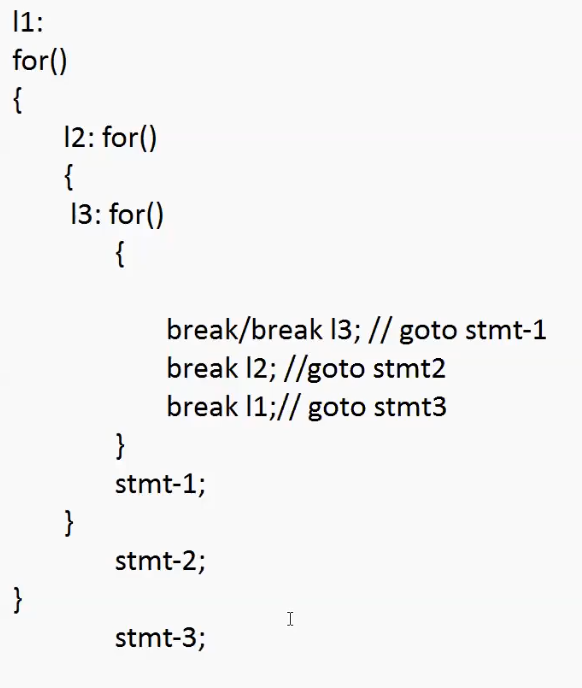 l1:
for()
{
l2: for()
{
l3: for()
{
break/break l3; // goto stmt-1
break l2; //goto stmt2
break l1;// goto stmt3
}
stmt-1;
}
stmt-2;
}
stmt-3;